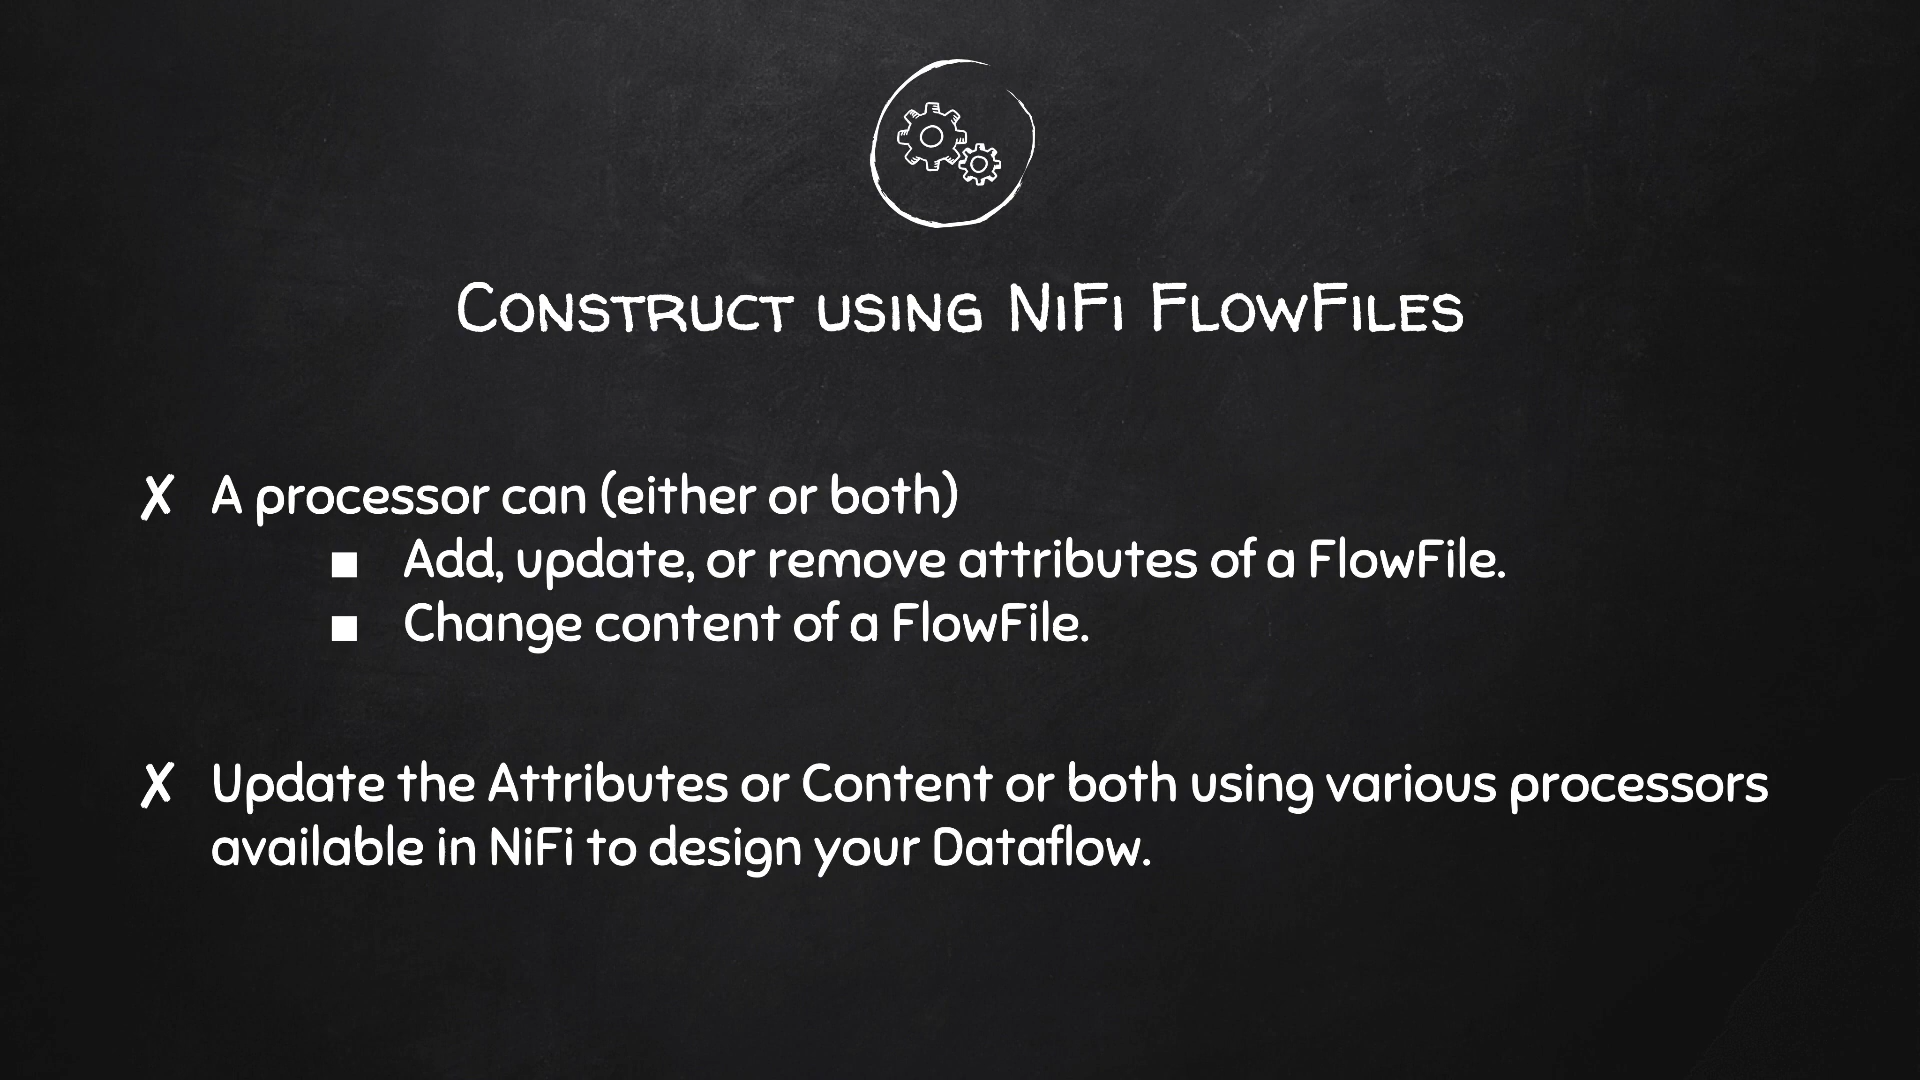 Construct using NiFi FlowFiles
✗ A processor can (either or both)
■ Add, update, or remove attributes of a FlowFile.
■ Change content of a FlowFile.
✗ Update the Attributes or Content or both using various processors
available in NiFi to design your Dataflow.